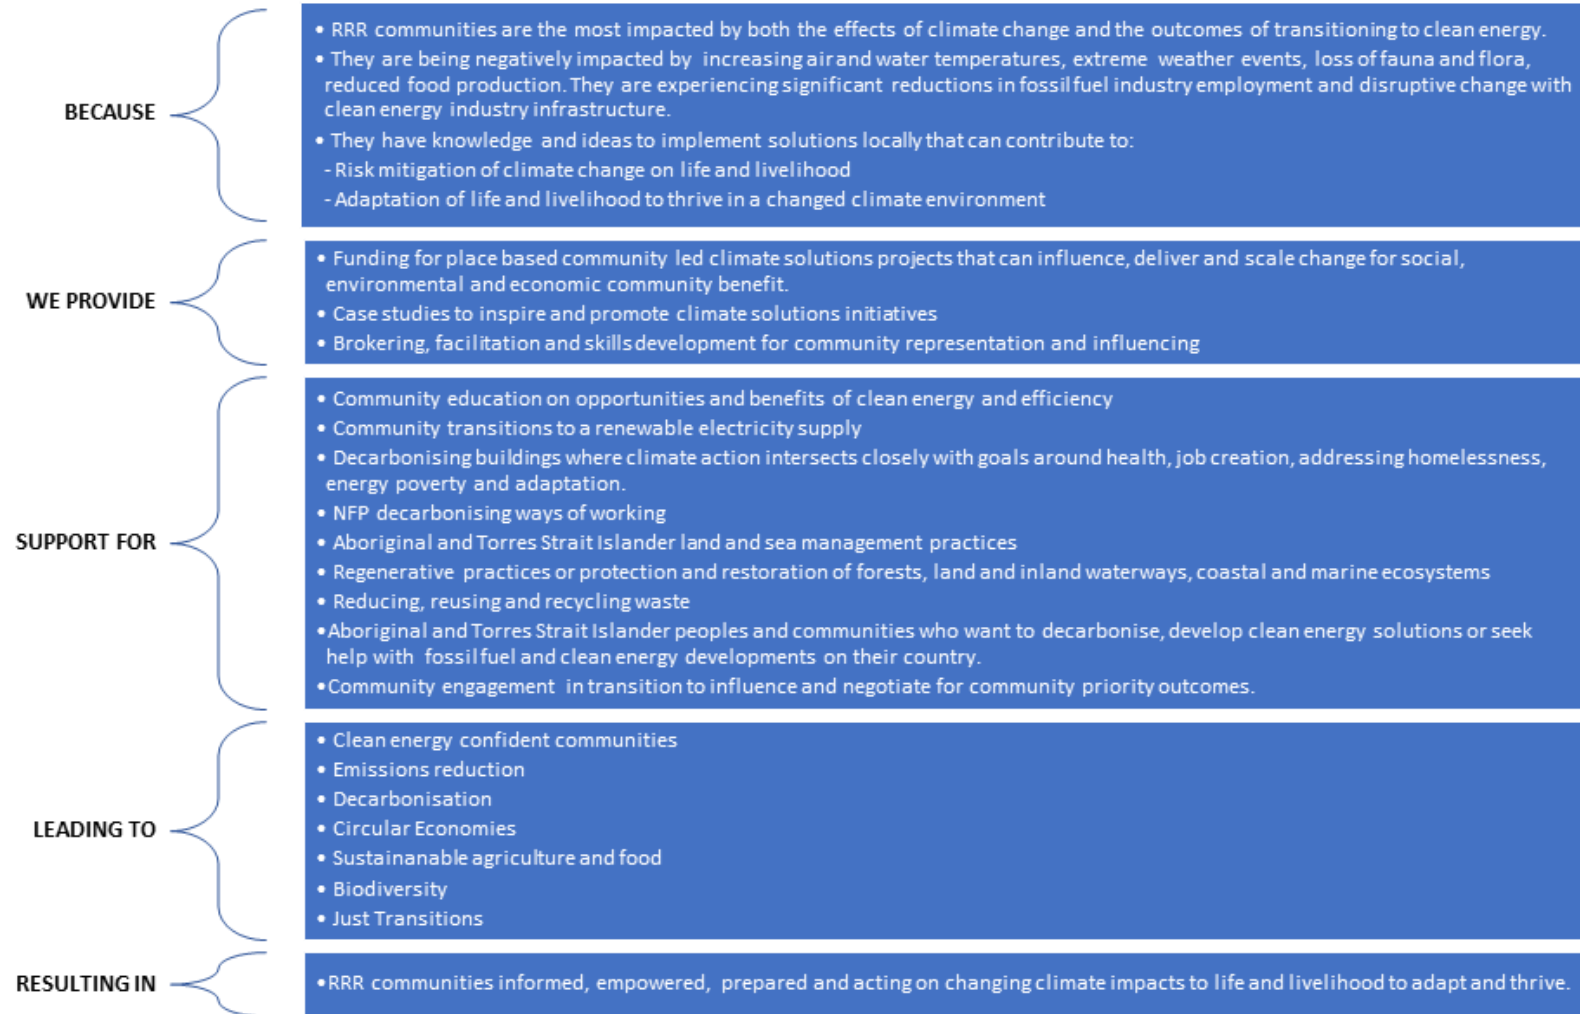 BECAUSE
• RRR communities are the most impacted by both the effects of climate change and the outcomes of transitioning to clean energy.
• They are being negatively impacted by increasing air and water temperatures, extreme weather events, loss of fauna and flora,
reduced food production. They are experiencing significant reductions in fossil fuel industry employment and disruptive change with
clean energy industry infrastructure.
• They have knowledge and ideas to implement solutions locally that can contribute to:
- Risk mitigation of climate change on life and livelihood
- Adaptation of life and livelihood to thrive in a changed climate environment
WE PROVIDE
• Funding for place based community led climate solutions projects that can influence, deliver and scale change for social,
environmental and economic community benefit.
• Case studies to inspire and promote climate solutions initiatives
• Brokering, facilitation and skills development for community representation and influencing
SUPPORT FOR
• Community education on opportunities and benefits of clean energy and efficiency
• Community transitions to a renewable electricity supply
• Decarbonising buildings where climate action intersects closely with goals around health, job creation, addressing homelessness,
energy poverty and adaptation.
• NFP decarbonising ways of working
• Aboriginal and Torres Strait Islander land and sea management practices
• Regenerative practices or protection and restoration of forests, land and inland waterways, coastal and marine ecosystems
• Reducing, reusing and recycling waste
•Aboriginal and Torres Strait Islander peoples and communities who want to decarbonise, develop clean energy solutions or seek
help with fossil fuel and clean energy developments on their country.
•Community engagement in transition to influence and negotiate for community priority outcomes.
LEADING TO
• Clean energy confident communities
• Emissions reduction
• Decarbonisation
• Circular Economies
• Sustainanable agriculture and food
• Biodiversity
• Just Transitions
RESULTING IN
•RRR communities informed, empowered, prepared and acting on changing climate impacts to life and livelihood to adapt and thrive.